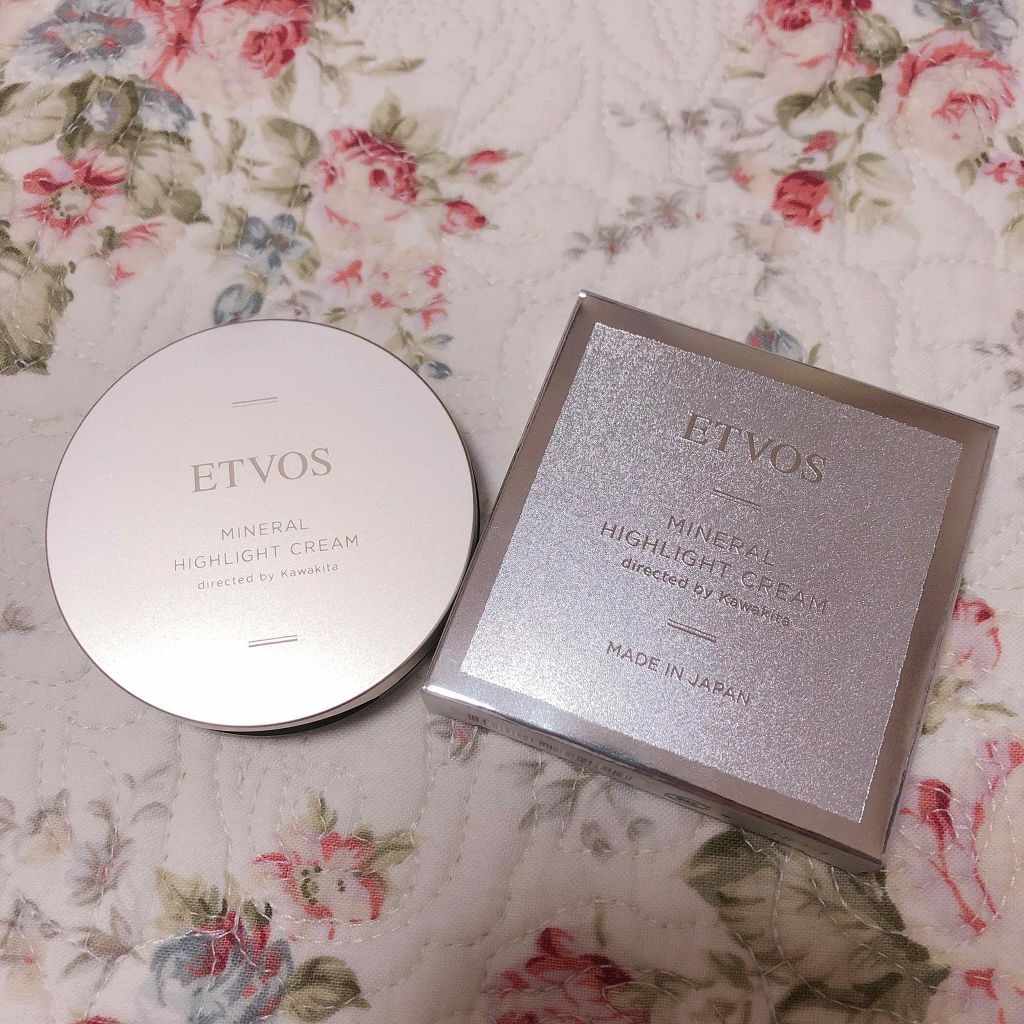 ETVOS
MINERAL
HIGHLIGHT CREAM
directed by Kawakita
ETVOS
MINERAL
HIGHLIGHT CREAM
directed by Kawakita
MADE IN JAPAN